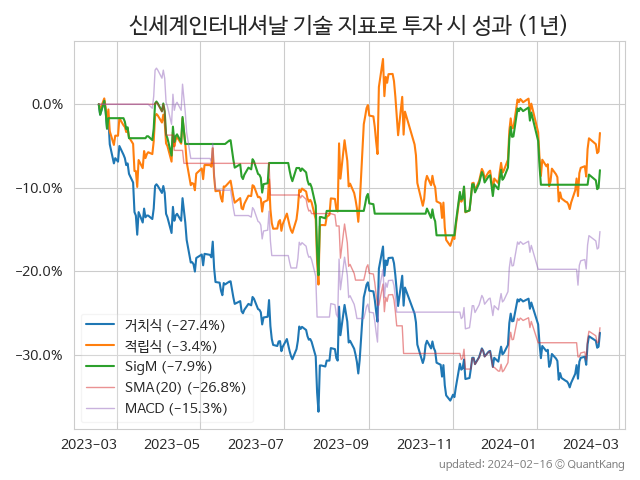 신세계인터내셔날 기술 지표로 투자 시 성과 (1년)
0.0%
−10.0%
−20.0%
−30.0%
거치식 (−27.4%)
적립식 (−3.4%)
SigM (−7.9%)
SMA(20) (−26.8%)
MACD (−15.3%)
2023−03 2023−05 2023−07 2023−09 2023−11 2024−01 2024−03
updated: 2024−02−16 © QuantKang